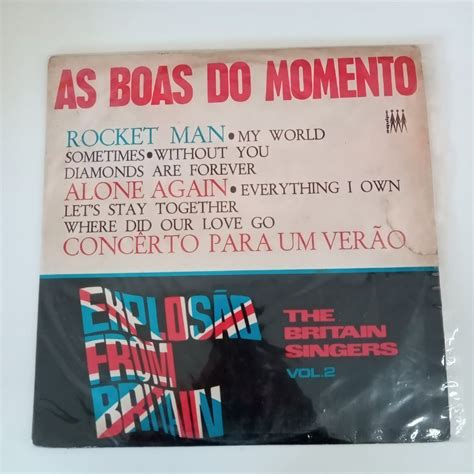 AS BOAS DO MOMENTO
ROCKET MAN • MY WORLD
SOMETIMES • WITHOUT YOU
DIAMONDS ARE FOREVER
ALONE AGAIN • EVERYTHING I OWN
LET'S STAY TOGETHER
WHERE DID OUR LOVE GO
CONCÊRTO PARA UM VERÃO
EXPLOSÃO
FROM
BRITAIN
THE
BRITAIN
SINGERS
VOL.2